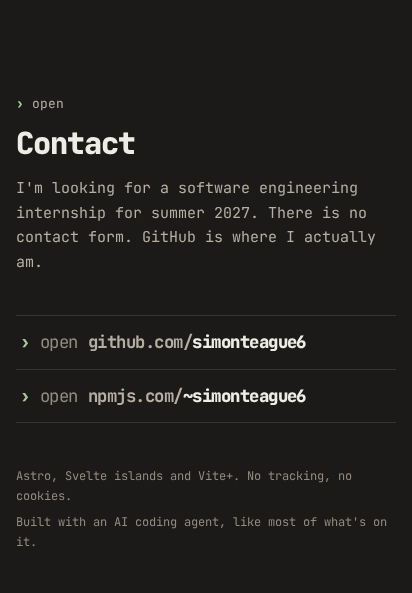 › open
Contact
I'm looking for a software engineering
internship for summer 2027. There is no
contact form. GitHub is where I actually
am.
› open github.com/simonteague6
› open npmjs.com/~simonteague6
Astro, Svelte islands and Vite+. No tracking, no
cookies.
Built with an AI coding agent, like most of what's on
it.